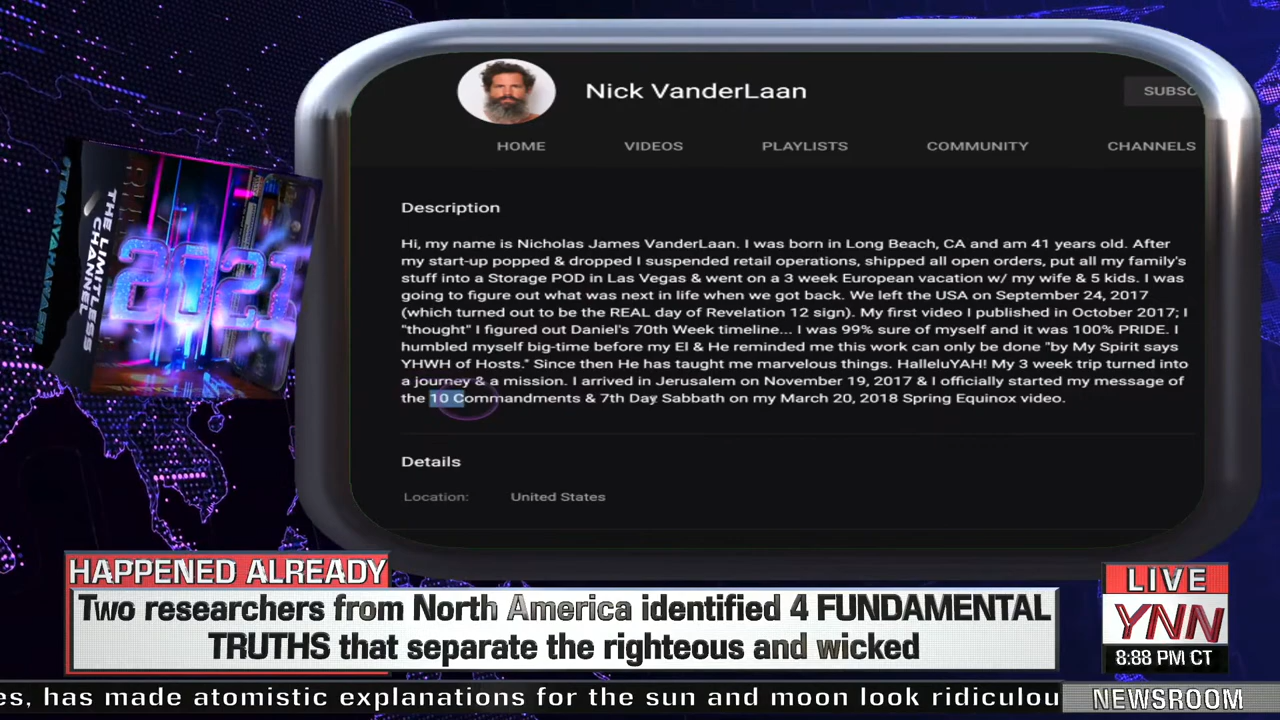 Nick VanderLaan
SUBSC
HOME VIDEOS PLAYLISTS COMMUNITY CHANNELS
Description
Hi, my name is Nicholas James VanderLaan. I was born in Long Beach, CA and am 41 years old. After
my start-up popped & dropped I suspended retail operations, shipped all open orders, put all my family's
stuff into a Storage POD in Las Vegas & went on a 3 week European vacation w/ my wife & 5 kids. I was
going to figure out what was next in life when we got back. We left the USA on September 24, 2017
(which turned out to be the REAL day of Revelation 12 sign). My first video I published in October 2017; I
"thought" I figured out Daniel's 70th Week timeline... I was 99% sure of myself and it was 100% PRIDE. I
humbled myself big-time before my El & He reminded me this work can only be done "by My Spirit says
YHWH of Hosts." Since then He has taught me marvelous things. HalleluYAH! My 3 week trip turned into
a journey & a mission. I arrived in Jerusalem on November 19, 2017 & I officially started my message of
the 10 Commandments & 7th Day Sabbath on my March 20, 2018 Spring Equinox video.
Details
Location: United States
#TEAMYAHAVASHI
THE LIMITLESS
CHANNEL
2021
HAPPENED ALREADY
Two researchers from North America identified 4 FUNDAMENTAL
TRUTHS that separate the righteous and wicked
LIVE
YNN
8:88 PM CT
es, has made atomistic explanations for the sun and moon look ridiculou
NEWSROOM